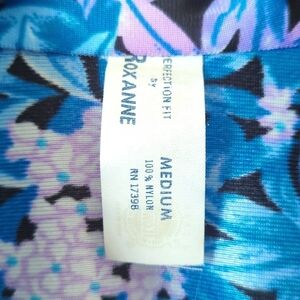 PERFECTION FIT
BY
ROXANNE
MEDIUM
100% NYLON
RN 17398